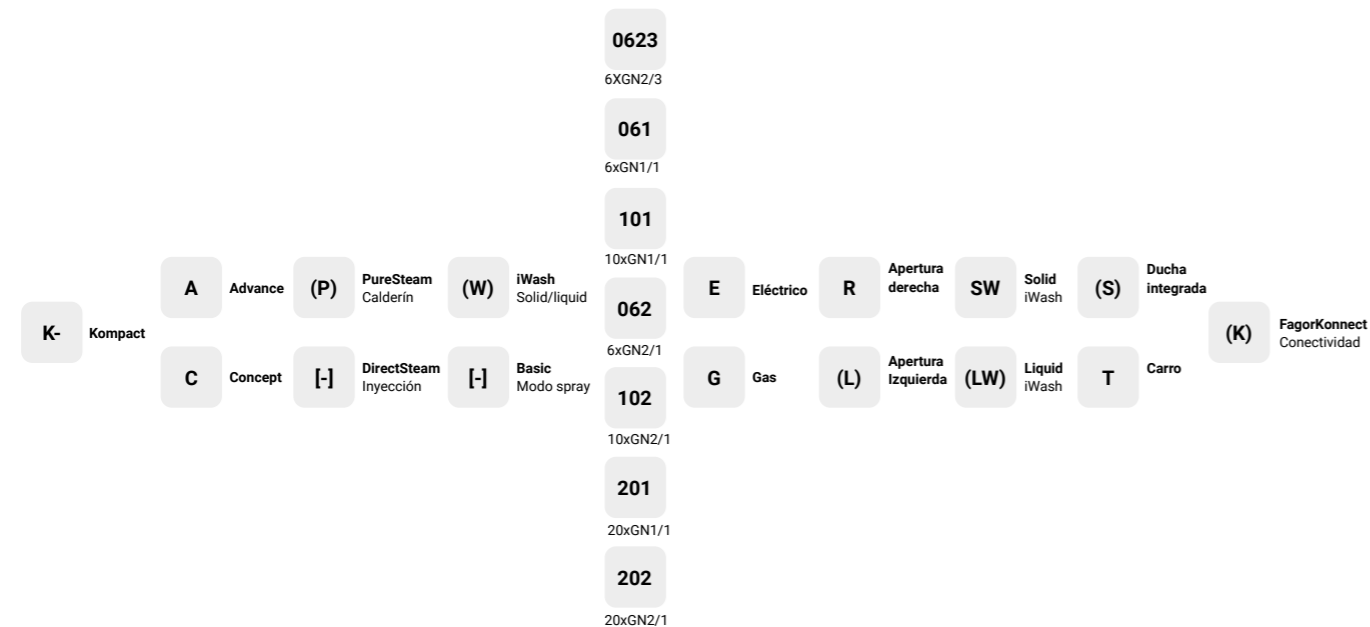 K-
Kompact
A
Advance
C
Concept
(P)
PureSteam
Calderín
[-]
DirectSteam
Inyección
(W)
iWash
Solid/liquid
[-]
Basic
Modo spray
0623
6XGN2/3
061
6xGN1/1
101
10xGN1/1
062
6xGN2/1
102
10xGN2/1
201
20xGN1/1
202
20xGN2/1
E
Eléctrico
G
Gas
R
Apertura
derecha
(L)
Apertura
Izquierda
SW
Solid
iWash
(LW)
Liquid
iWash
(S)
Ducha
integrada
T
Carro
(K)
FagorKonnect
Conectividad